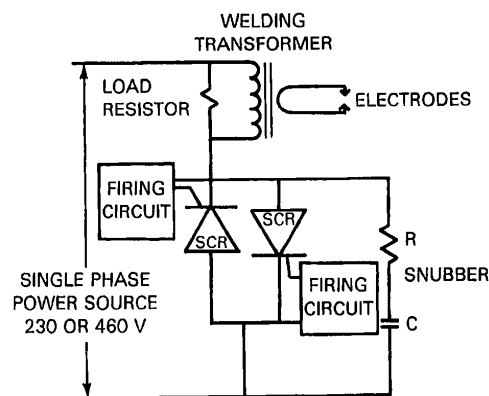 WELDING
TRANSFORMER
LOAD
RESISTOR
ELECTRODES
FIRING
CIRCUIT
SCR
SCR
R
SNUBBER
SINGLE PHASE
POWER SOURCE
230 OR 460 V
FIRING
CIRCUIT
C